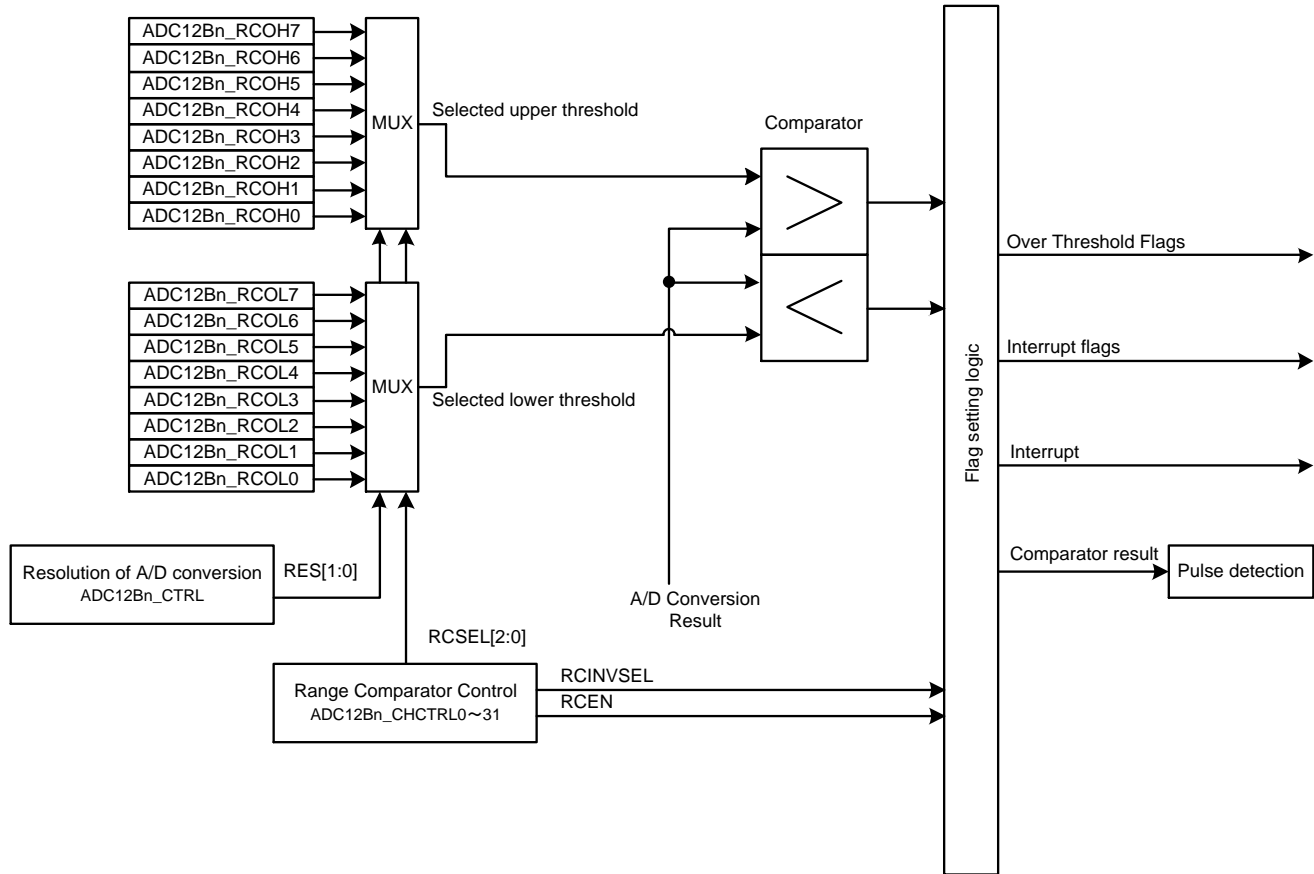 ADC12Bn_RCOH7
ADC12Bn_RCOH6
ADC12Bn_RCOH5
ADC12Bn_RCOH4
ADC12Bn_RCOH3
ADC12Bn_RCOH2
ADC12Bn_RCOH1
ADC12Bn_RCOH0
MUX
Selected upper threshold
Comparator
ADC12Bn_RCOL7
ADC12Bn_RCOL6
ADC12Bn_RCOL5
ADC12Bn_RCOL4
ADC12Bn_RCOL3
ADC12Bn_RCOL2
ADC12Bn_RCOL1
ADC12Bn_RCOL0
MUX
Selected lower threshold
Resolution of A/D conversion
ADC12Bn_CTRL
RES[1:0]
RCSEL[2:0]
A/D Conversion
Result
Range Comparator Control
ADC12Bn_CHCTRL0～31
RCINVSEL
RCEN
Flag setting logic
Over Threshold Flags
Interrupt flags
Interrupt
Comparator result
Pulse detection